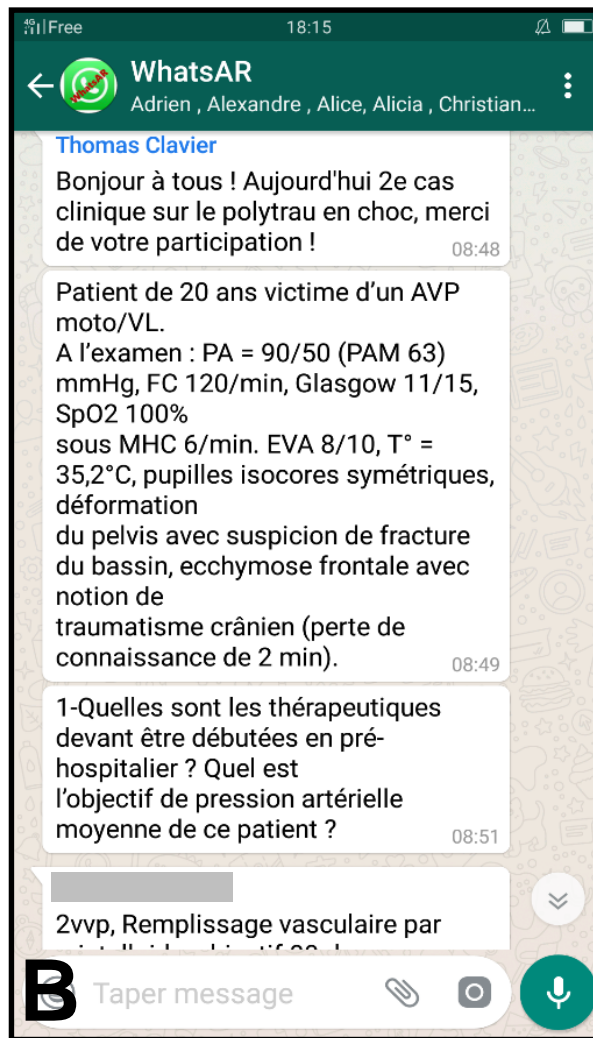 4G Free 18:15
WhatsAR
Adrien , Alexandre , Alice, Alicia , Christian...
Thomas Clavier
Bonjour à tous ! Aujourd'hui 2e cas
clinique sur le polytrau en choc, merci
de votre participation !
08:48
Patient de 20 ans victime d’un AVP
moto/VL.
A l’examen : PA = 90/50 (PAM 63)
mmHg, FC 120/min, Glasgow 11/15,
SpO2 100%
sous MHC 6/min. EVA 8/10, T° =
35,2°C, pupilles isocores symétriques,
déformation
du pelvis avec suspicion de fracture
du bassin, ecchymose frontale avec
notion de
traumatisme crânien (perte de
connaissance de 2 min).
08:49
1-Quelles sont les thérapeutiques
devant être débutées en pré-
hospitalier ? Quel est
l’objectif de pression artérielle
moyenne de ce patient ?
08:51
2vvp, Remplissage vasculaire par
B
Taper message